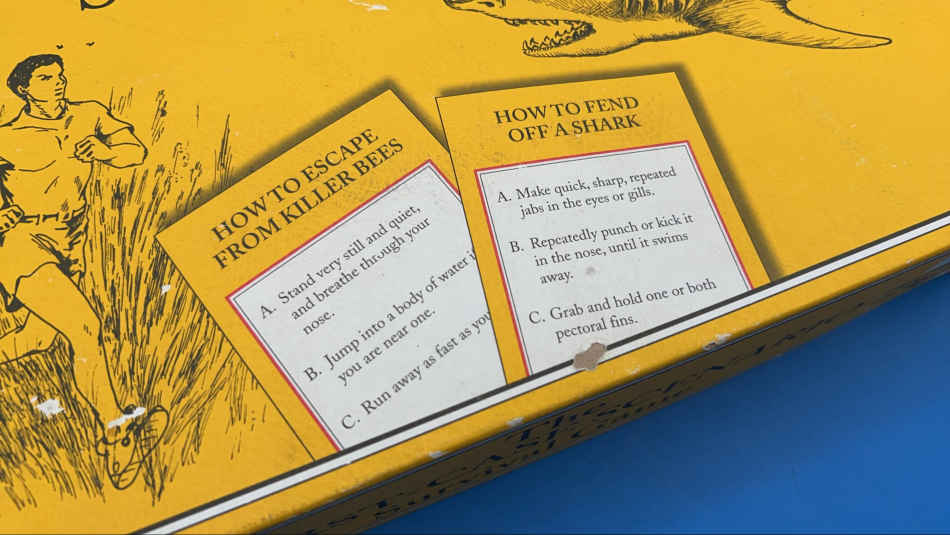 HOW TO ESCAPE
FROM KILLER BEES
A. Stand very still and quiet,
and breathe through your
nose.
B. Jump into a body of water
you are near one.
C. Run away as fast as you
HOW TO FEND
OFF A SHARK
A. Make quick, sharp, repeated
jabs in the eyes or gills.
B. Repeatedly punch or kick it
in the nose, until it swims
away.
C. Grab and hold one or both
pectoral fins.